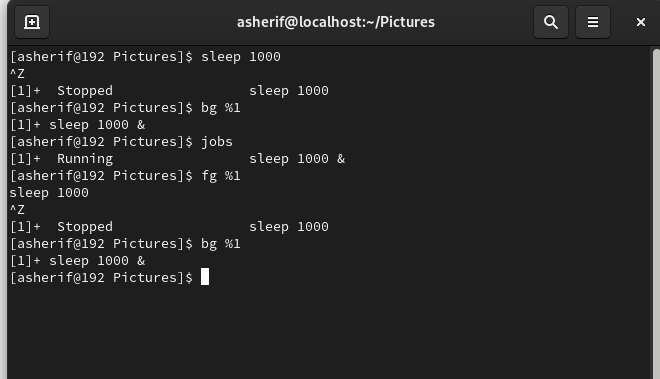 asherif@localhost:~/Pictures
[asherif@192 Pictures]$ sleep 1000
^Z
[1]+  Stopped                 sleep 1000
[asherif@192 Pictures]$ bg %1
[1]+ sleep 1000 &
[asherif@192 Pictures]$ jobs
[1]+  Running                 sleep 1000 &
[asherif@192 Pictures]$ fg %1
sleep 1000
^Z
[1]+  Stopped                 sleep 1000
[asherif@192 Pictures]$ bg %1
[1]+ sleep 1000 &
[asherif@192 Pictures]$